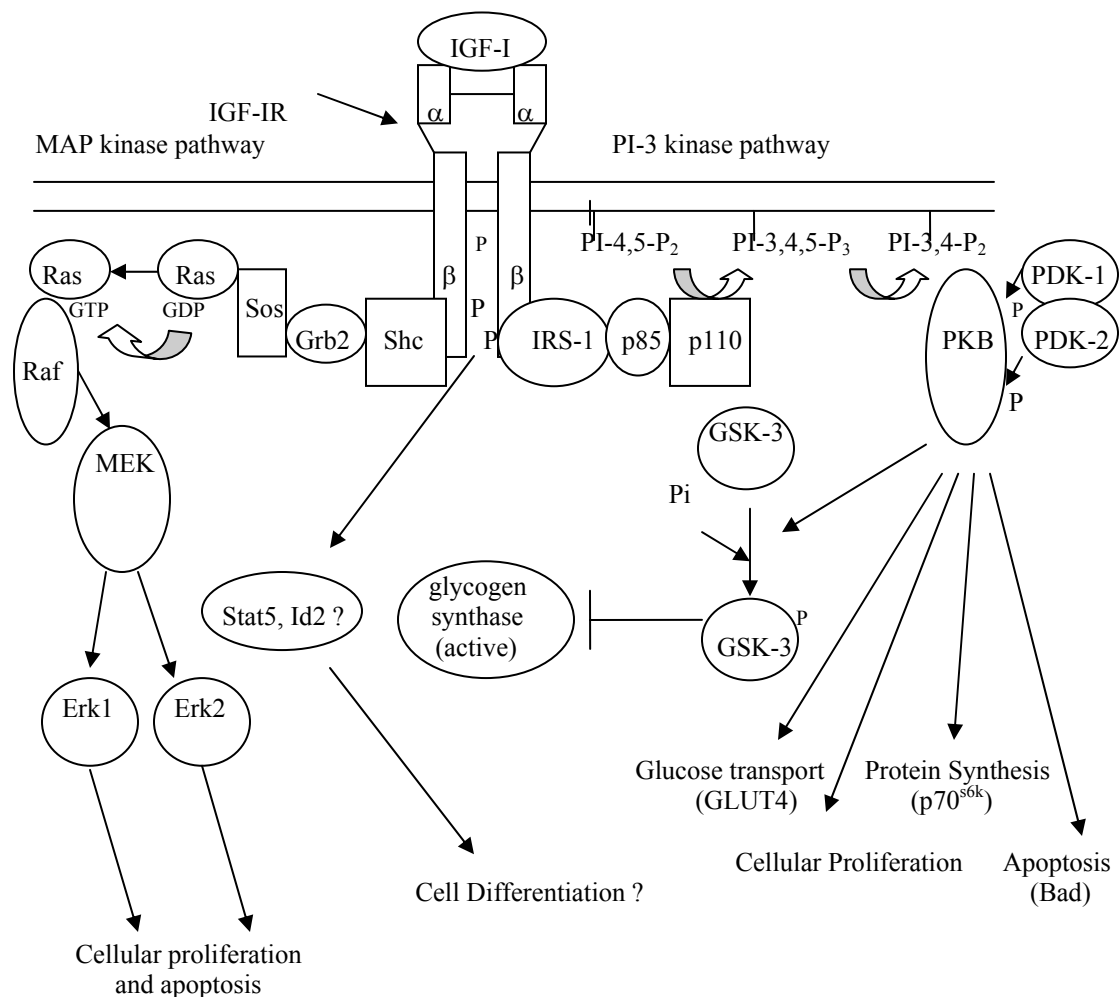 IGF-I
α α
IGF-IR
MAP kinase pathway PI-3 kinase pathway
PI-4,5-P₂ PI-3,4,5-P₃ PI-3,4-P₂
Ras Ras Sos Grb2 Shc
GTP GDP
β β
P
P
P
IRS-1 p85 p110
PKB
PDK-1
P
PDK-2
P
Raf
MEK
GSK-3
Pi
Stat5, Id2 ?
glycogen
synthase
(active)
P
GSK-3
Erk1 Erk2
Glucose transport
(GLUT4)
Protein Synthesis
(p70ˢ⁶ᵏ)
Cellular Proliferation
Apoptosis
(Bad)
Cell Differentiation ?
Cellular proliferation
and apoptosis